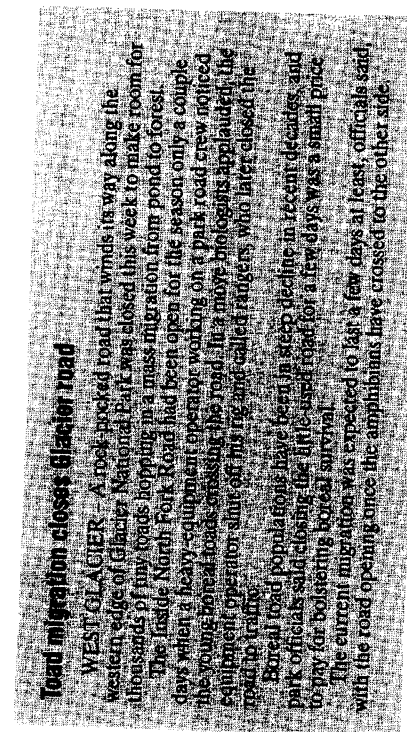 Toad migration closes Glacier road
WEST GLACIER – A rock-pocked road that winds its way along the
western edge of Glacier National Park was closed this week to make room for
thousands of tiny toads hopping in a mass migration from pond to forest.
The Inside North Fork Road had been open for the season only a couple
days when a heavy-equipment operator working on a park road crew noticed
the young boreal toads crossing the road. In a move biologists applauded, the
equipment operator shut off his rig and called rangers, who later closed the
road to traffic.
Boreal toad populations have been in steep decline in recent decades, and
park officials said closing the little-used road for a few days was a small price
to pay for bolstering boreal survival.
The current migration was expected to last a few days at least, officials said,
with the road opening once the amphibians have crossed to the other side.